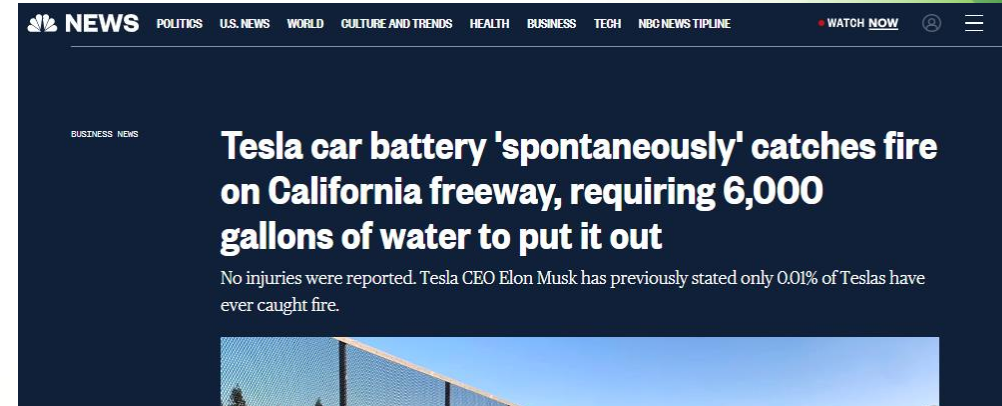 NEWS POLITICS U.S. NEWS WORLD CULTURE AND TRENDS HEALTH BUSINESS TECH NBC NEWS TIPLINE WATCH NOW
BUSINESS NEWS
Tesla car battery 'spontaneously' catches fire
on California freeway, requiring 6,000
gallons of water to put it out
No injuries were reported. Tesla CEO Elon Musk has previously stated only 0.01% of Teslas have
ever caught fire.